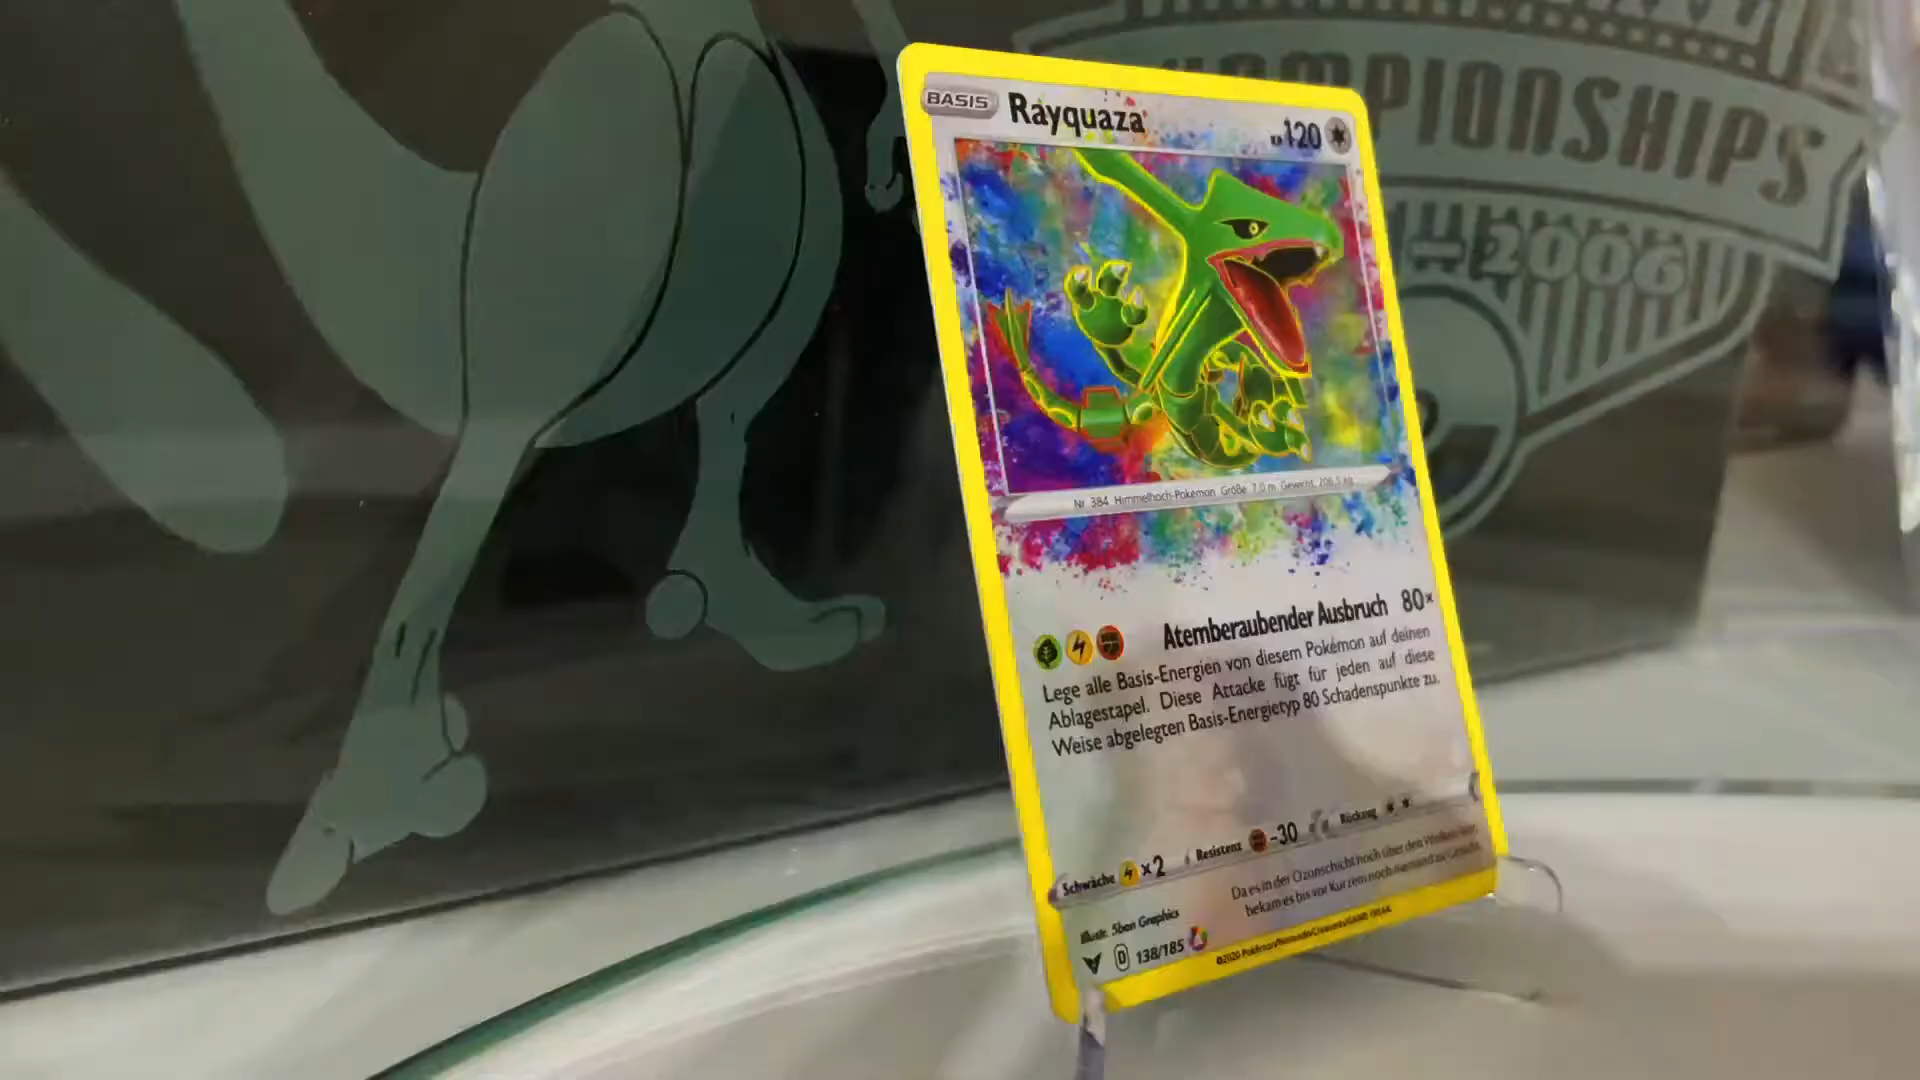 CHAMPIONSHIPS
– 2006
BASIS Rayquaza
120
Nr. 384 Himmelhoch-Pokémon Größe 7,0 m Gewicht 206,5 kg
Atemberaubender Ausbruch 80×
Lege alle Basis-Energien von diesem Pokémon auf deinen
Ablagestapel. Diese Attacke fügt für jeden auf diese
Weise abgelegten Basis-Energietyp 80 Schadenspunkte zu.
Schwäche ×2 Resistenz -30 Rückzug
Da es in der Ozonschicht hoch über den Wolken lebt,
bekam es bis vor Kurzem noch niemand zu Gesicht.
Illustr. 5ban Graphics
D 138/185
©2020 Pokémon/Nintendo/Creatures/GAME FREAK